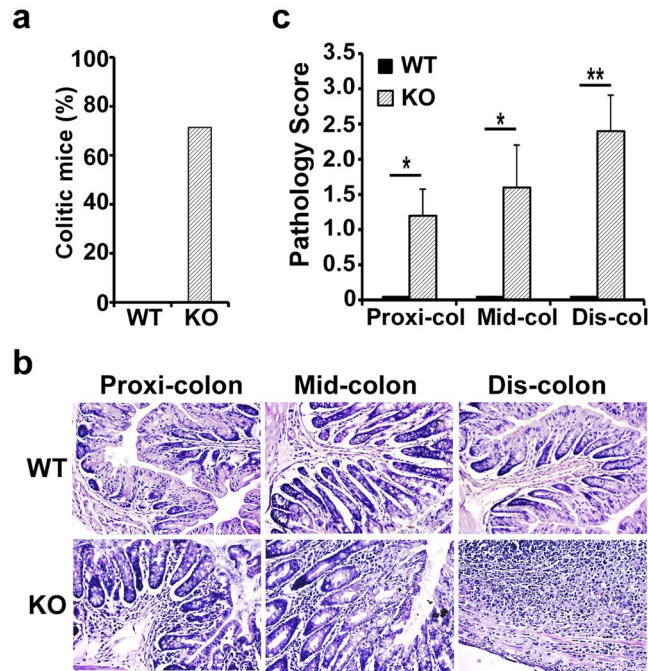 a
Colitic mice (%)
100
80
60
40
20
0
WT KO
c
Pathology Score
3.5
3.0
2.5
2.0
1.5
1.0
0.5
0
WT
KO
*
*
**
Proxi-col Mid-col Dis-col
b
Proxi-colon Mid-colon Dis-colon
WT
KO